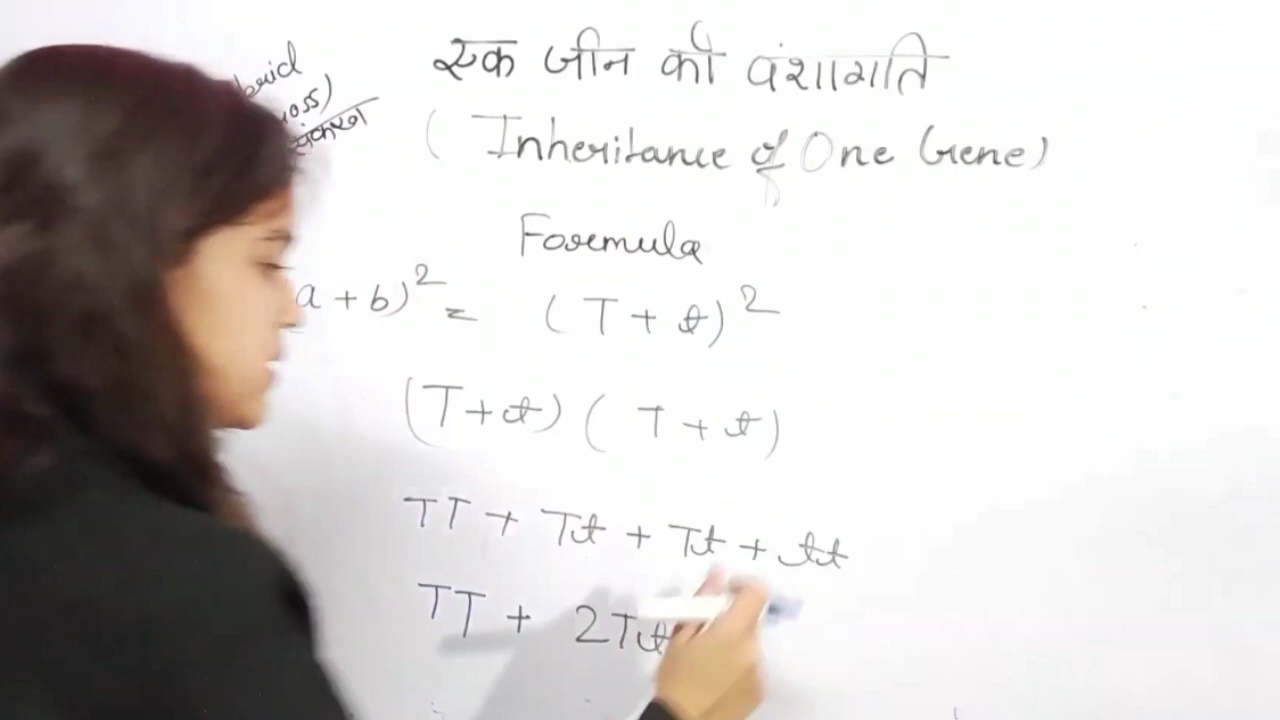 एक जीन की वंशागति
( Inheritance of One Gene)
Formula
a + b)² = (T + t)²
(T + t) ( T + t)
TT + Tt + Tt + tt
TT + 2Tt